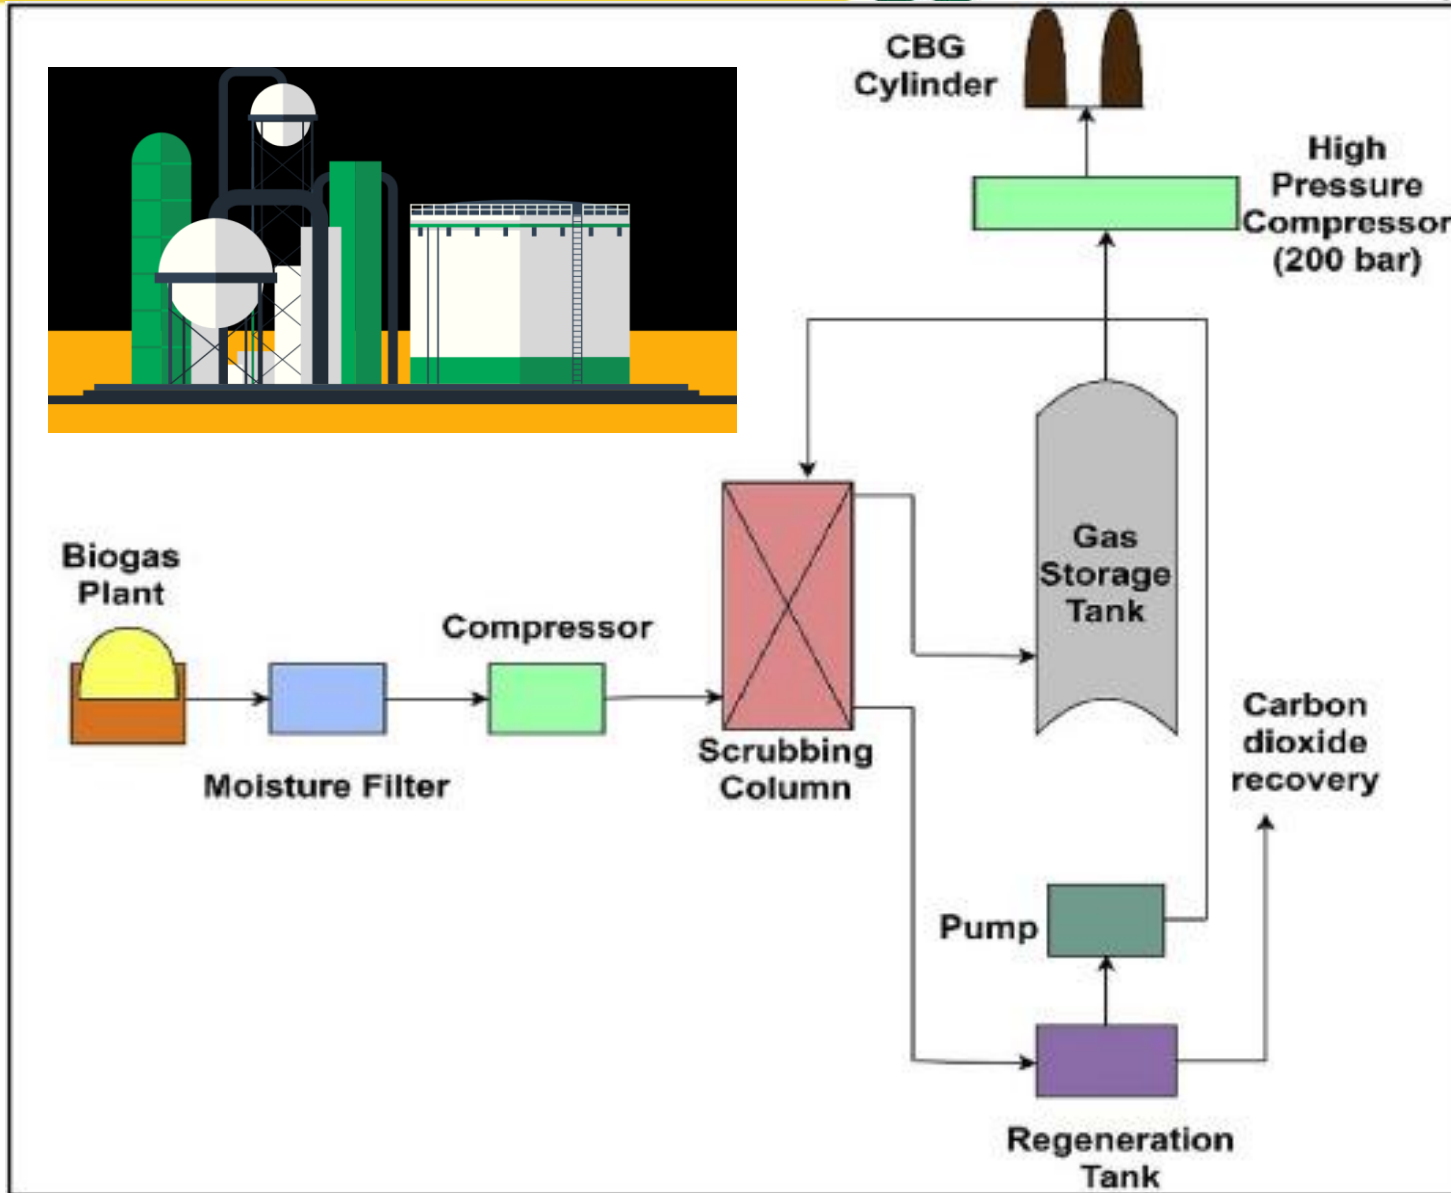 CBG
Cylinder
High
Pressure
Compressor
(200 bar)
Gas
Storage
Tank
Biogas
Plant
Compressor
Moisture Filter
Scrubbing
Column
Carbon
dioxide
recovery
Pump
Regeneration
Tank